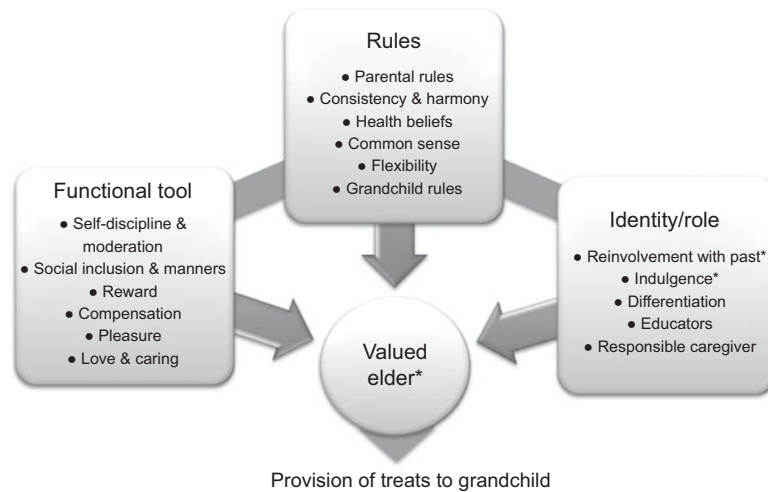 Rules
● Parental rules
● Consistency & harmony
● Health beliefs
● Common sense
● Flexibility
● Grandchild rules
Functional tool
● Self-discipline &
moderation
● Social inclusion & manners
● Reward
● Compensation
● Pleasure
● Love & caring
Identity/role
● Reinvolvement with past*
● Indulgence*
● Differentiation
● Educators
● Responsible caregiver
Valued
elder*
Provision of treats to grandchild